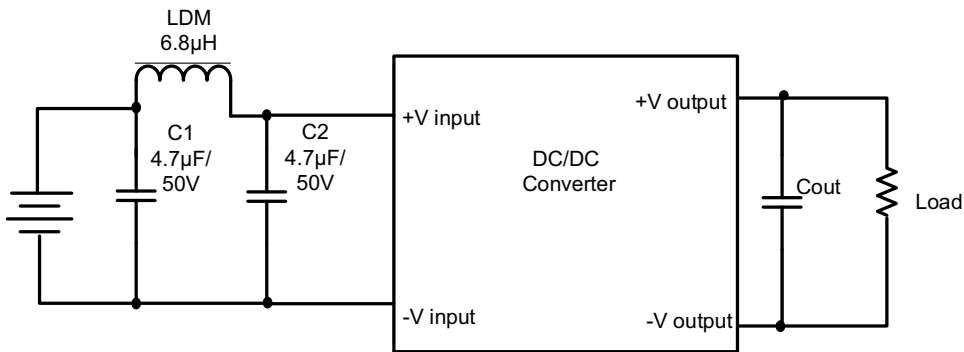 LDM
6.8µH
C1
4.7µF/
50V
C2
4.7µF/
50V
+V input
-V input
DC/DC
Converter
+V output
-V output
Cout
Load